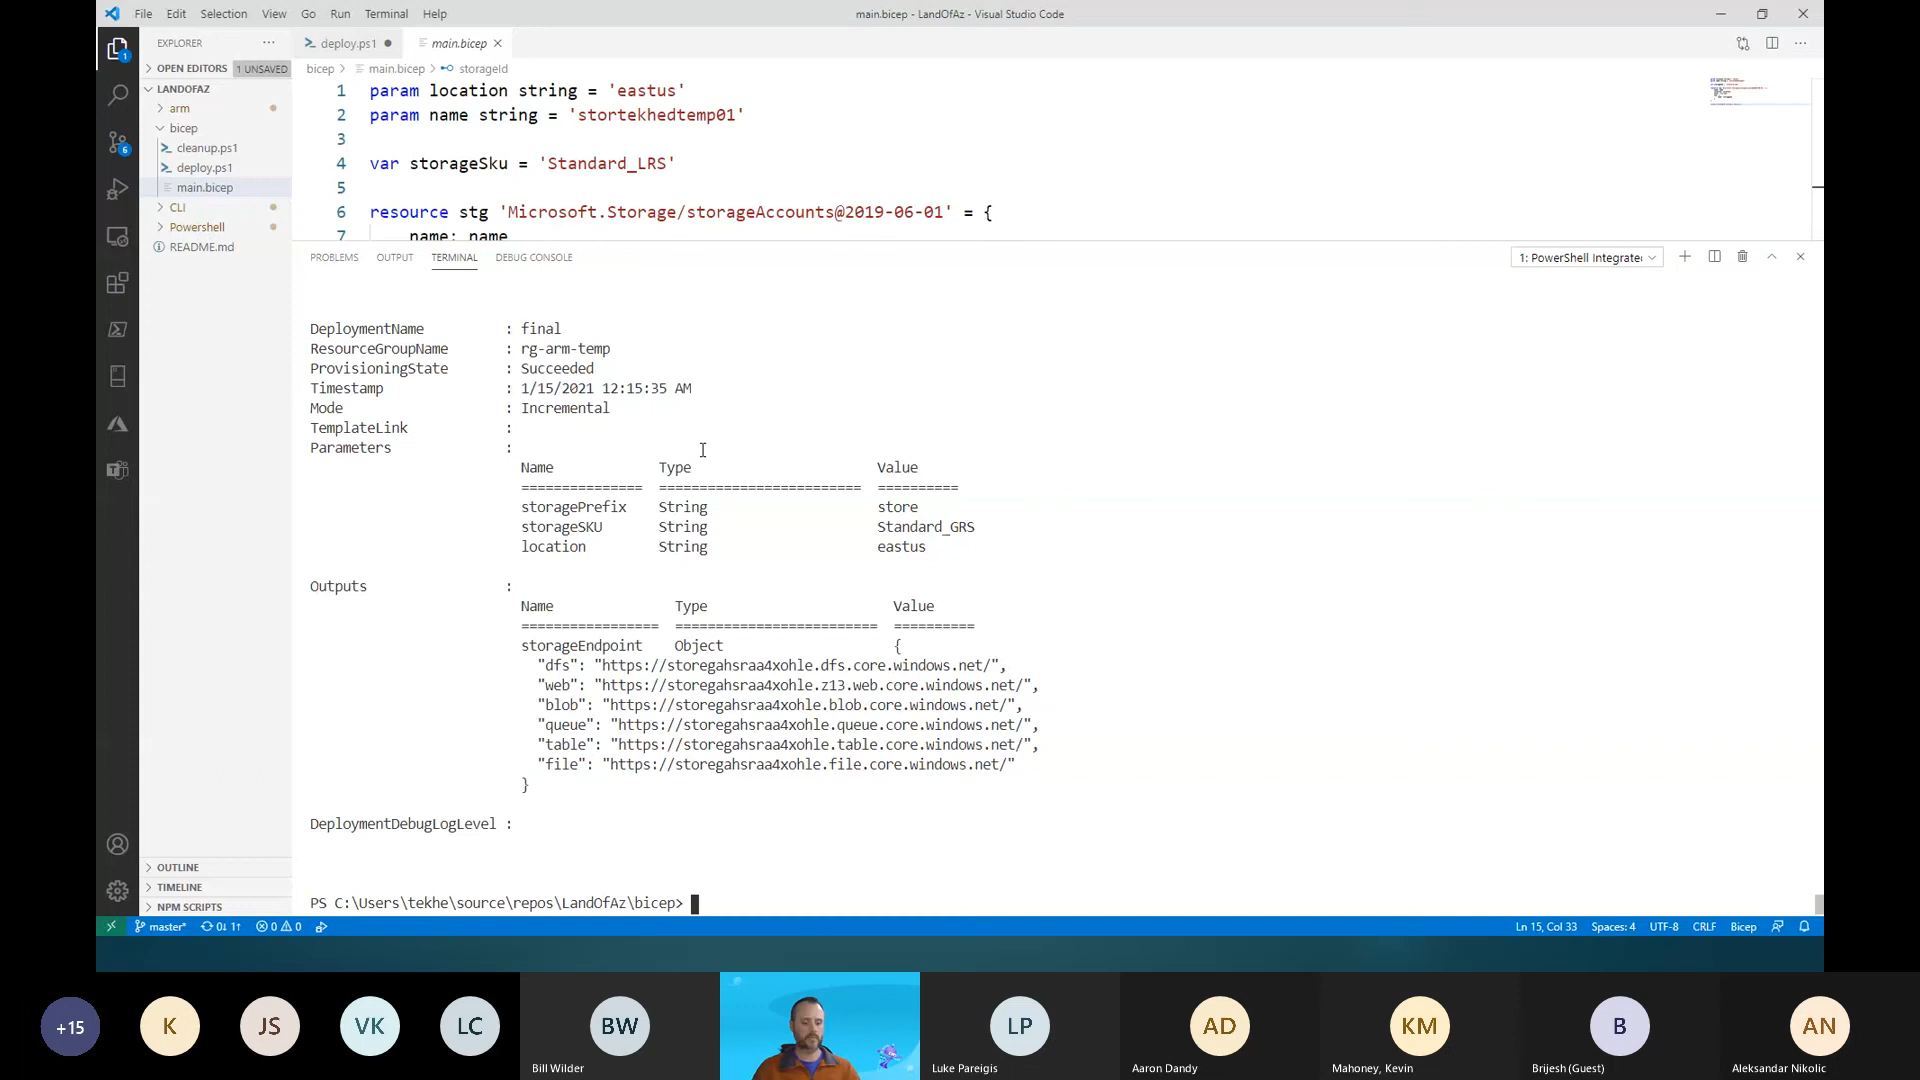 File Edit Selection View Go Run Terminal Help
main.bicep - LandOfAz - Visual Studio Code
EXPLORER
OPEN EDITORS 1 UNSAVED
LANDOFAZ
arm
bicep
cleanup.ps1
deploy.ps1
main.bicep
CLI
Powershell
README.md
OUTLINE
TIMELINE
NPM SCRIPTS
1
6
deploy.ps1
main.bicep
bicep > main.bicep > storageId
1 param location string = 'eastus'
2 param name string = 'stortekhedtemp01'
3
4 var storageSku = 'Standard_LRS'
5
6 resource stg 'Microsoft.Storage/storageAccounts@2019-06-01' = {
7 name: name
PROBLEMS OUTPUT TERMINAL DEBUG CONSOLE
1: PowerShell Integrate
DeploymentName : final
ResourceGroupName : rg-arm-temp
ProvisioningState : Succeeded
Timestamp : 1/15/2021 12:15:35 AM
Mode : Incremental
TemplateLink :
Parameters :
Name Type Value
=============== ========================= ==========
storagePrefix String store
storageSKU String Standard_GRS
location String eastus
Outputs :
Name Type Value
================= ========================= ==========
storageEndpoint Object {
"dfs": "https://storegahsraa4xohle.dfs.core.windows.net/",
"web": "https://storegahsraa4xohle.z13.web.core.windows.net/",
"blob": "https://storegahsraa4xohle.blob.core.windows.net/",
"queue": "https://storegahsraa4xohle.queue.core.windows.net/",
"table": "https://storegahsraa4xohle.table.core.windows.net/",
"file": "https://storegahsraa4xohle.file.core.windows.net/"
}
DeploymentDebugLogLevel :
PS C:\Users\tekhe\source\repos\LandOfAz\bicep>
master* 0↓ 1↑ 0 0
Ln 15, Col 33 Spaces: 4 UTF-8 CRLF Bicep
+15 K JS VK LC BW LP AD KM B AN
Bill Wilder Luke Pareigis Aaron Dandy Mahoney, Kevin Brijesh (Guest) Aleksandar Nikolic